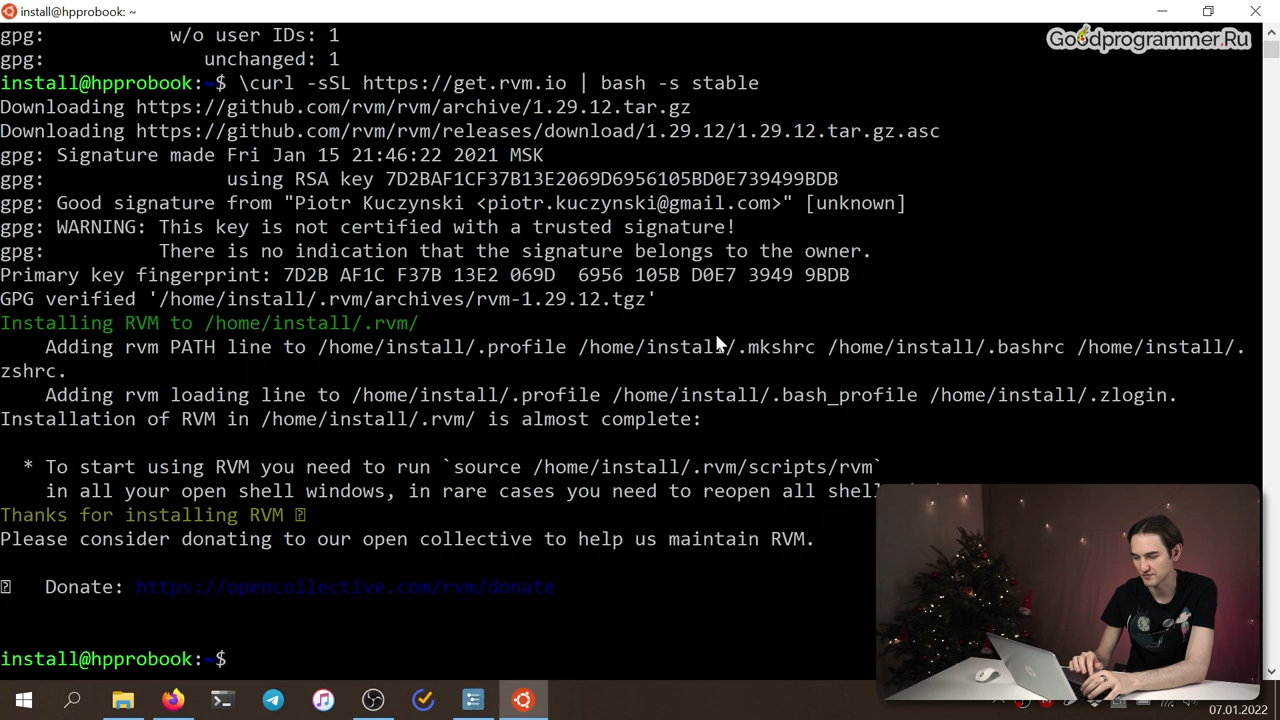 install@hpprobook: ~
Goodprogrammer.Ru
gpg: w/o user IDs: 1
gpg: unchanged: 1
install@hpprobook:~$ \curl -sSL https://get.rvm.io | bash -s stable
Downloading https://github.com/rvm/rvm/archive/1.29.12.tar.gz
Downloading https://github.com/rvm/rvm/releases/download/1.29.12/1.29.12.tar.gz.asc
gpg: Signature made Fri Jan 15 21:46:22 2021 MSK
gpg: using RSA key 7D2BAF1CF37B13E2069D6956105BD0E739499BDB
gpg: Good signature from "Piotr Kuczynski <piotr.kuczynski@gmail.com>" [unknown]
gpg: WARNING: This key is not certified with a trusted signature!
gpg: There is no indication that the signature belongs to the owner.
Primary key fingerprint: 7D2B AF1C F37B 13E2 069D  6956 105B D0E7 3949 9BDB
GPG verified '/home/install/.rvm/archives/rvm-1.29.12.tgz'
Installing RVM to /home/install/.rvm/
Adding rvm PATH line to /home/install/.profile /home/install/.mkshrc /home/install/.bashrc /home/install/.
zshrc.
Adding rvm loading line to /home/install/.profile /home/install/.bash_profile /home/install/.zlogin.
Installation of RVM in /home/install/.rvm/ is almost complete:
* To start using RVM you need to run `source /home/install/.rvm/scripts/rvm`
in all your open shell windows, in rare cases you need to reopen all shell
Thanks for installing RVM
Please consider donating to our open collective to help us maintain RVM.
Donate: https://opencollective.com/rvm/donate
install@hpprobook:~$
07.01.2022